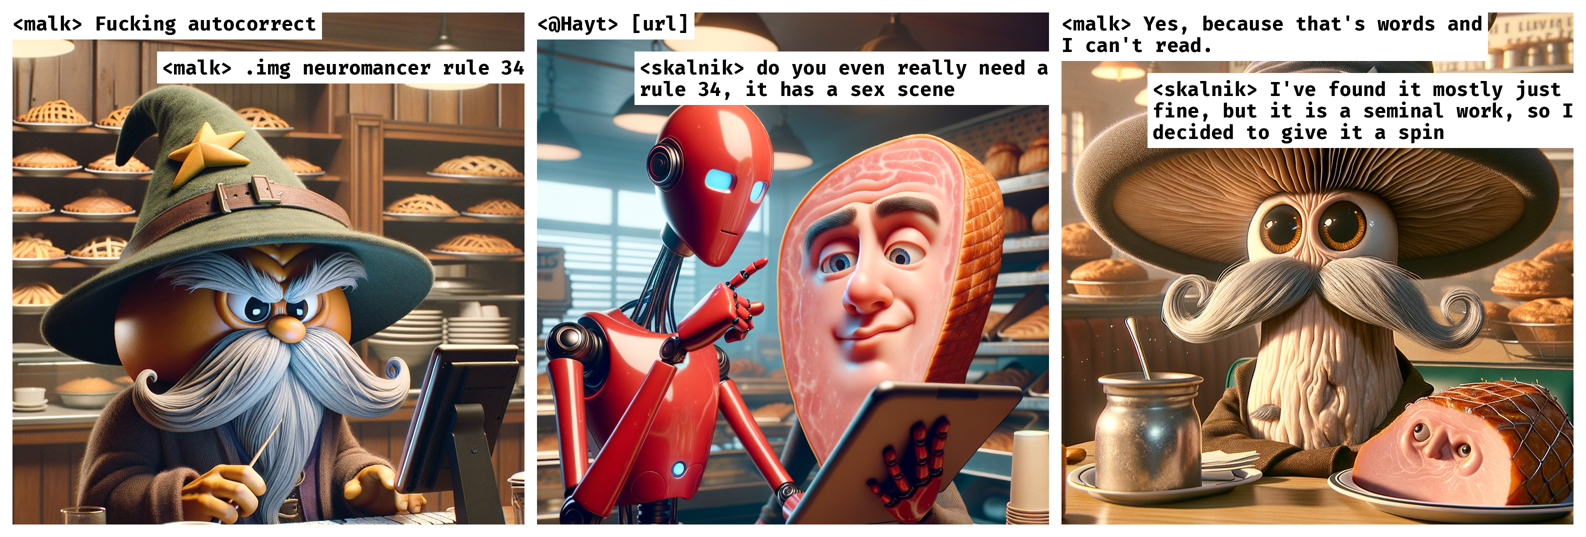 <malk> Fucking autocorrect
<malk> .img neuromancer rule 34
<@Hayt> [url]
<skalnik> do you even really need a
rule 34, it has a sex scene
<malk> Yes, because that's words and
I can't read.
<skalnik> I've found it mostly just
fine, but it is a seminal work, so I
decided to give it a spin